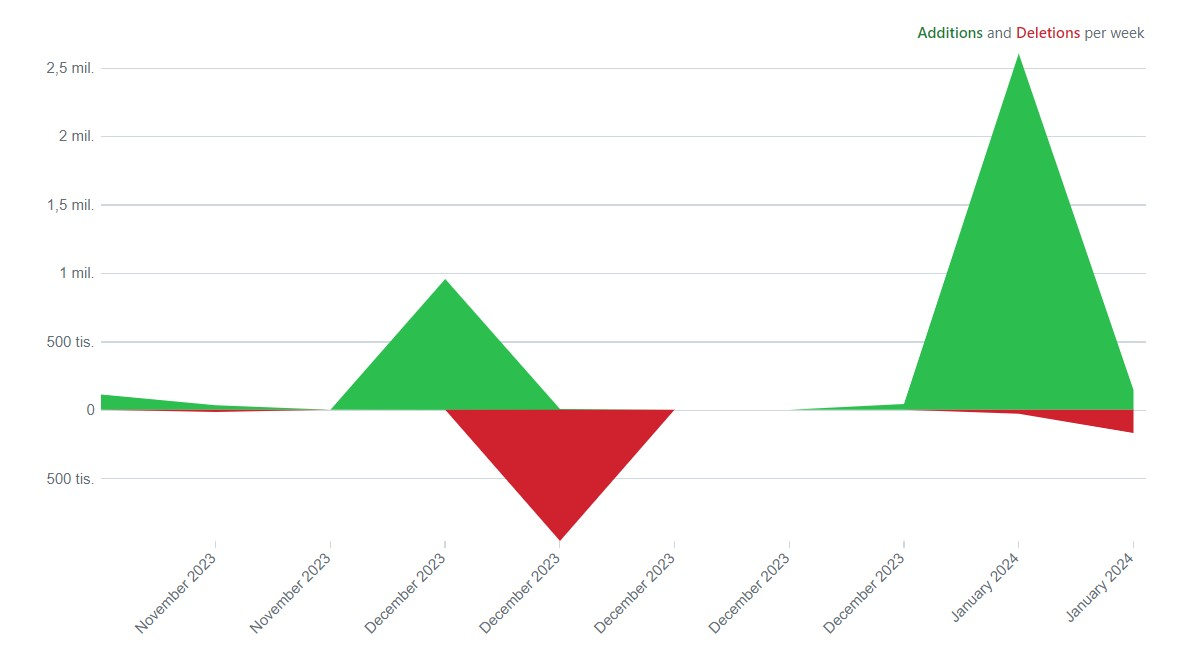 Additions and Deletions per week
2,5 mil.
2 mil.
1,5 mil.
1 mil.
500 tis.
0
500 tis.
November 2023
November 2023
December 2023
December 2023
December 2023
December 2023
December 2023
January 2024
January 2024